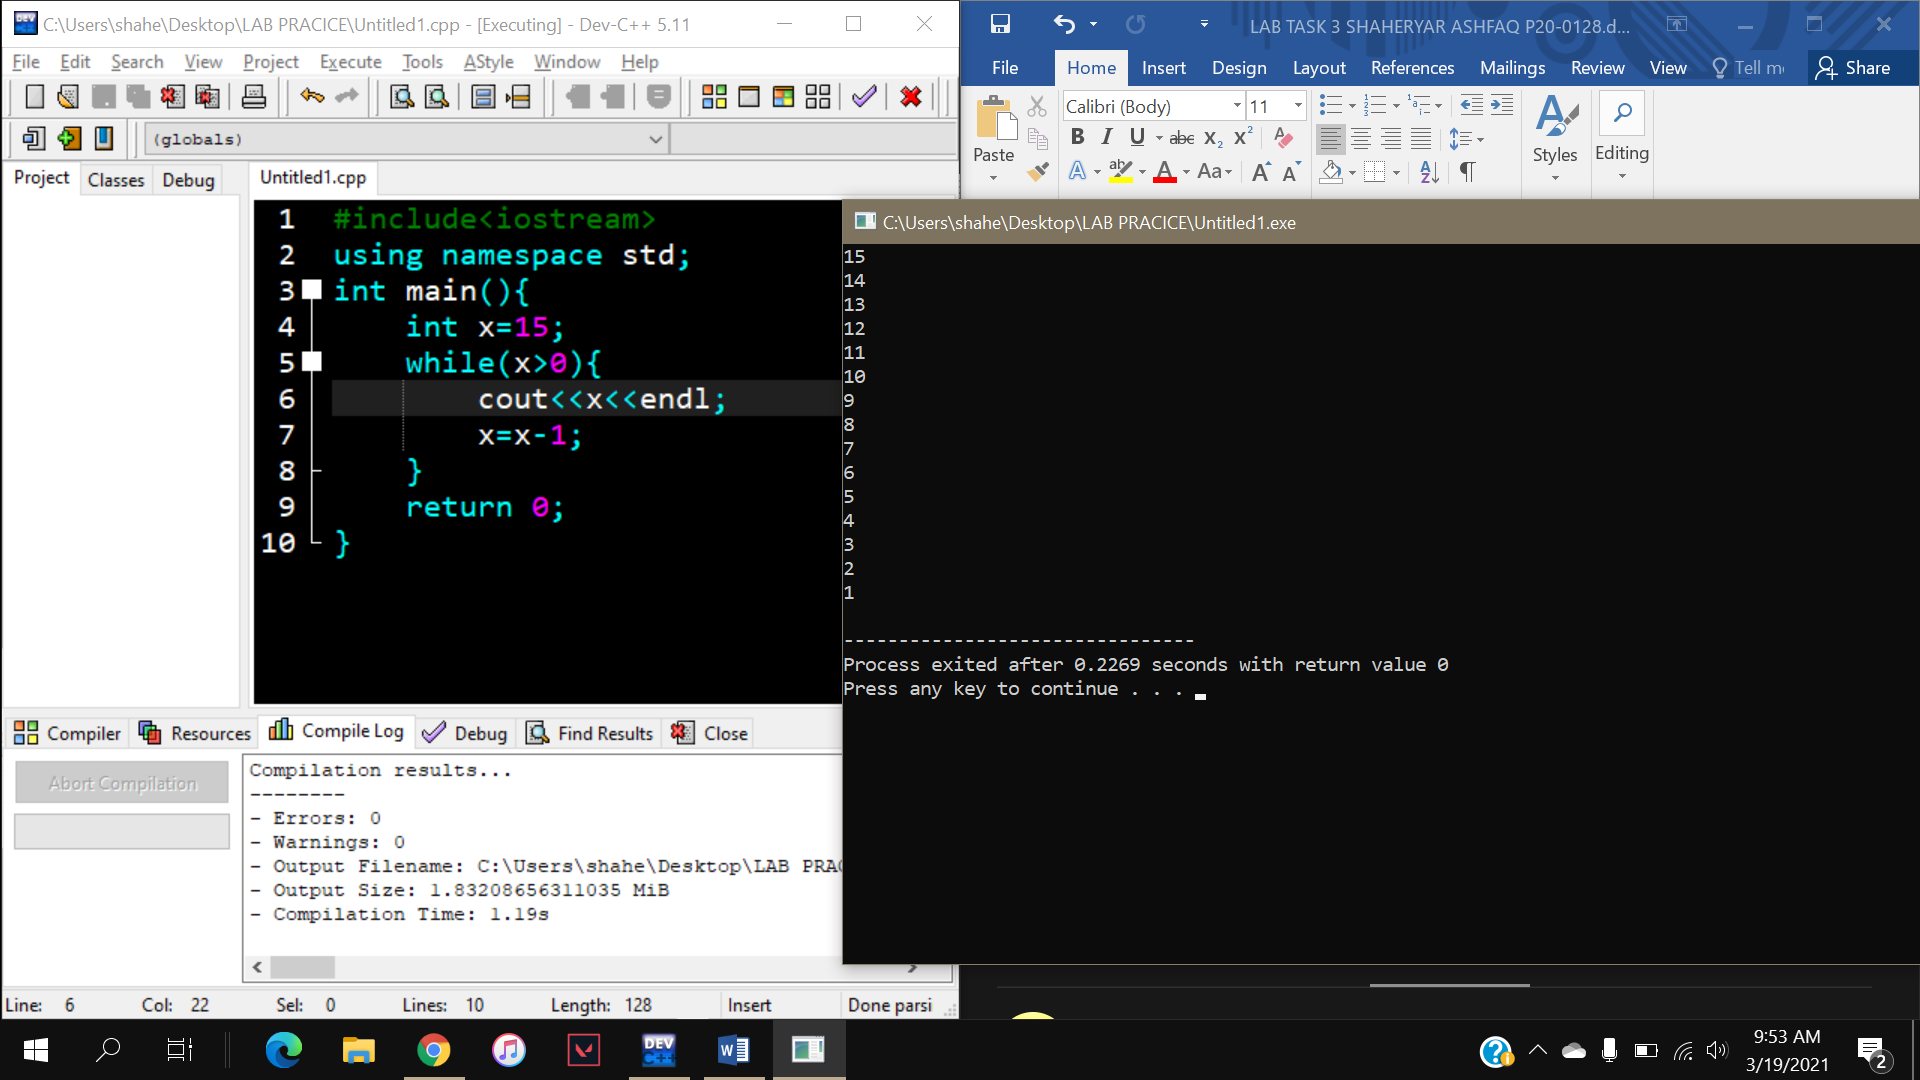 C:\Users\shahe\Desktop\LAB PRACICE\Untitled1.cpp - [Executing] - Dev-C++ 5.11
File Edit Search View Project Execute Tools AStyle Window Help
(globals)
Project Classes Debug
Untitled1.cpp
1 #include<iostream>
2 using namespace std;
3 int main(){
4 int x=15;
5 while(x>0){
6 cout<<x<<endl;
7 x=x-1;
8 }
9 return 0;
10 }
Compiler Resources Compile Log Debug Find Results Close
Abort Compilation
Compilation results...
--------
- Errors: 0
- Warnings: 0
- Output Filename: C:\Users\shahe\Desktop\LAB
- Output Size: 1.83208656311035 MiB
- Compilation Time: 1.19s
Line: 6 Col: 22 Sel: 0 Lines: 10 Length: 128 Insert Done parsi
LAB TASK 3 SHAHERYAR ASHFAQ P20-0128.d...
File Home Insert Design Layout References Mailings Review View Tell me Share
Calibri (Body) 11
B I U abc X₂ X²
Paste
A ab A Aa A A
Styles
Editing
C:\Users\shahe\Desktop\LAB PRACICE\Untitled1.exe
15
14
13
12
11
10
9
8
7
6
5
4
3
2
1
--------------------------------
Process exited after 0.2269 seconds with return value 0
Press any key to continue . . .
DEV C++
9:53 AM
3/19/2021
2